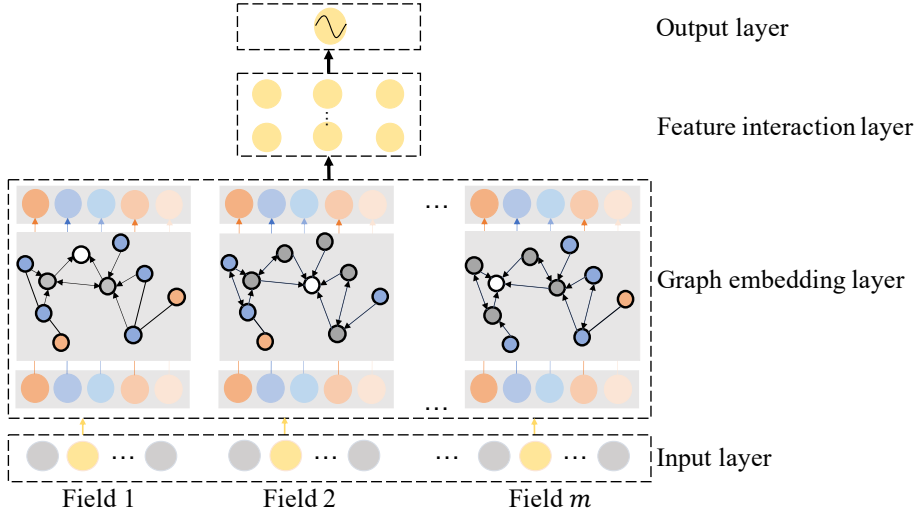 Output layer
Feature interaction layer
...
Graph embedding layer
...
... ... ... ...
Input layer
Field 1 Field 2 Field m